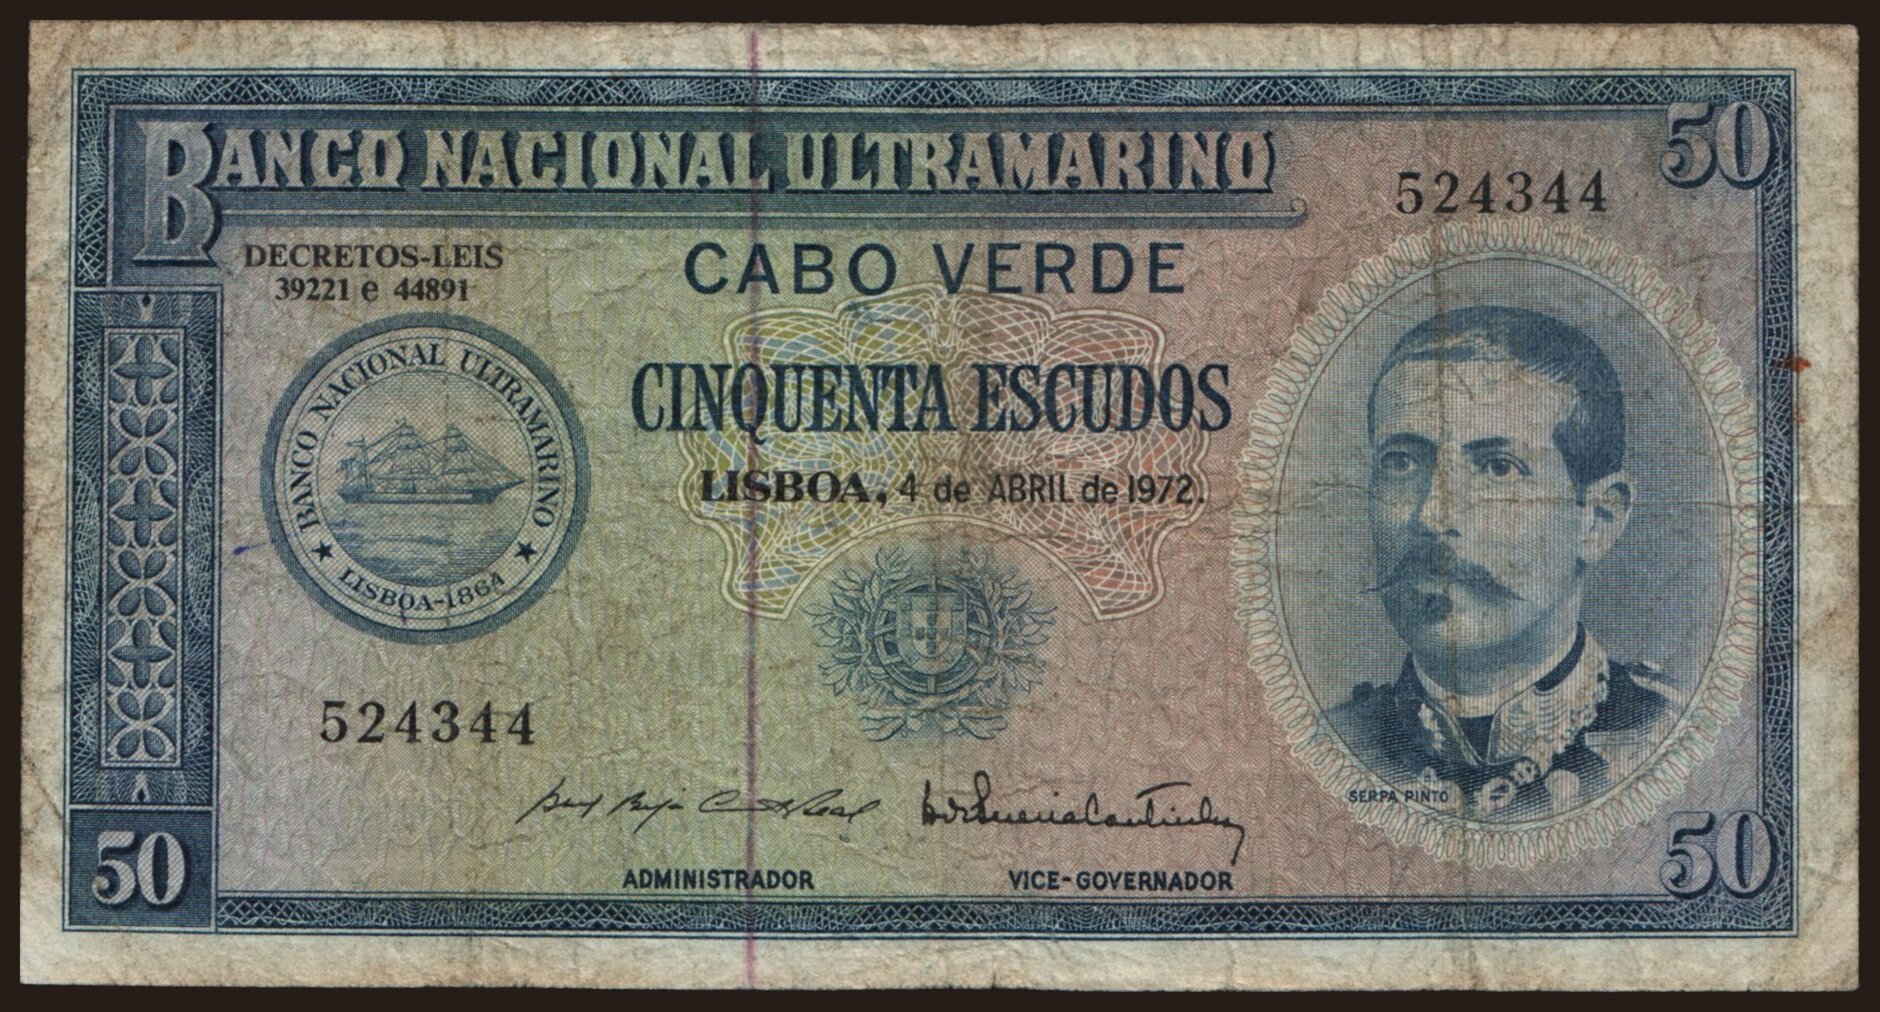 BANCO NACIONAL ULTRAMARINO
50
524344
DECRETOS-LEIS
39221 e 44891
CABO VERDE
BANCO NACIONAL ULTRAMARINO
LISBOA-1864
CINQUENTA ESCUDOS
LISBOA, 4 de ABRIL de 1972.
524344
SERPA PINTO
ADMINISTRADOR
VICE-GOVERNADOR
50
50